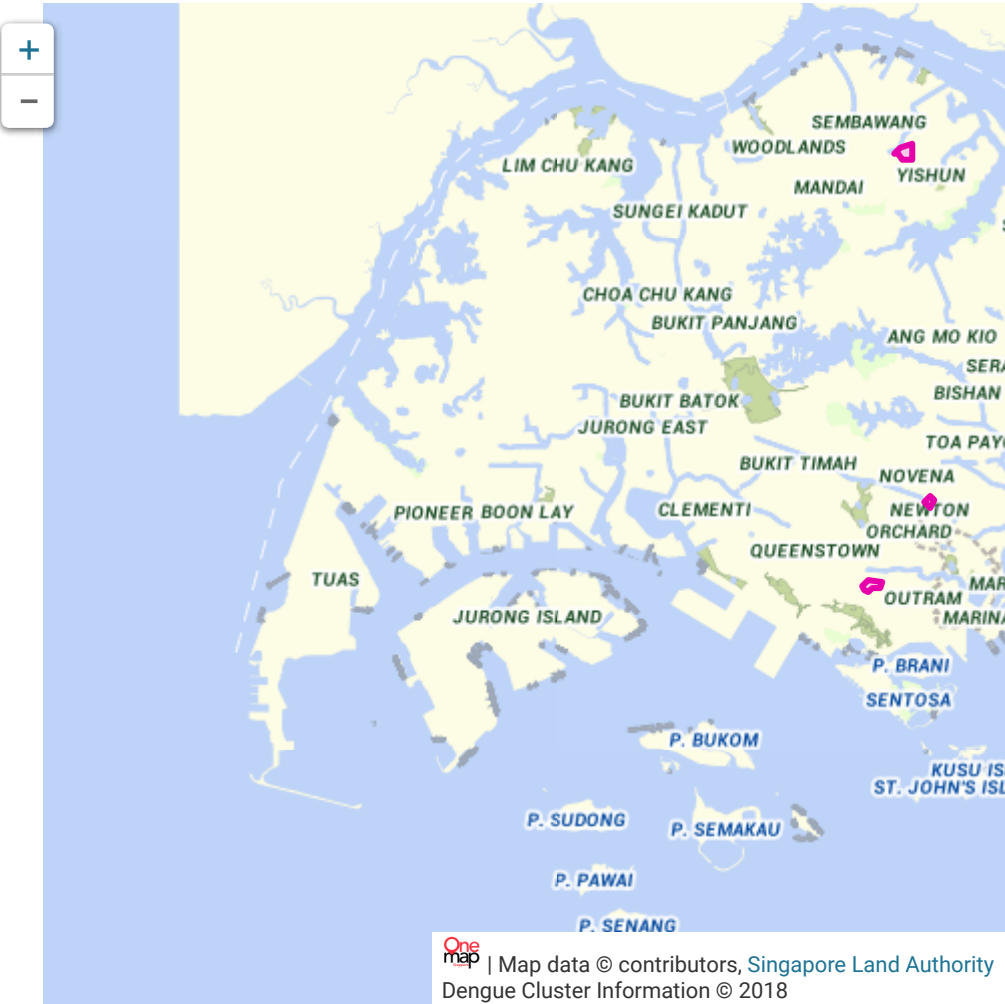 +
−
SEMBAWANG
WOODLANDS
YISHUN
LIM CHU KANG
MANDAI
SUNGEI KADUT
CHOA CHU KANG
BUKIT PANJANG
ANG MO KIO
SERA
BISHAN
BUKIT BATOK
JURONG EAST
TOA PAYO
BUKIT TIMAH
NOVENA
PIONEER BOON LAY
CLEMENTI
NEWTON
ORCHARD
QUEENSTOWN
TUAS
MAR
OUTRAM
JURONG ISLAND
MARINA
P. BRANI
SENTOSA
P. BUKOM
KUSU IS
ST. JOHN'S ISL
P. SUDONG
P. SEMAKAU
P. PAWAI
P. SENANG
One map | Map data © contributors, Singapore Land Authority
Dengue Cluster Information © 2018